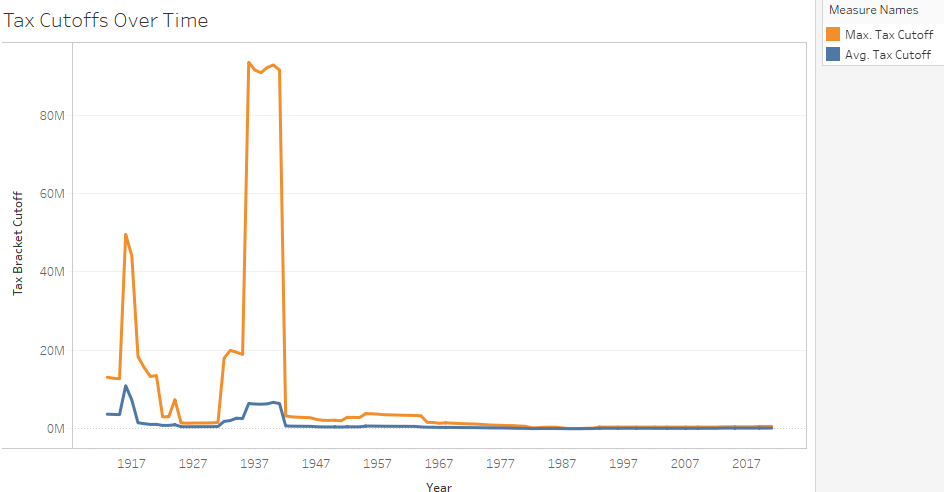 Tax Cutoffs Over Time
Measure Names
Max. Tax Cutoff
Avg. Tax Cutoff
Tax Bracket Cutoff
80M
60M
40M
20M
0M
1917 1927 1937 1947 1957 1967 1977 1987 1997 2007 2017
Year